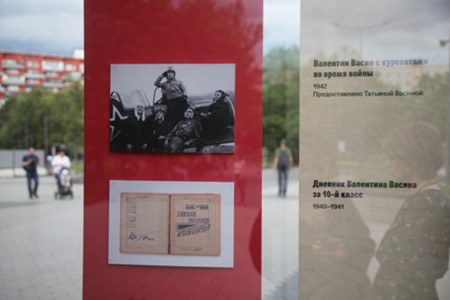 Валентин Васин с курсантами
во время войны
1942
Предоставлено Татьяной Васиной
Дневник Валентина Васина
за 10-й класс
1940–1941